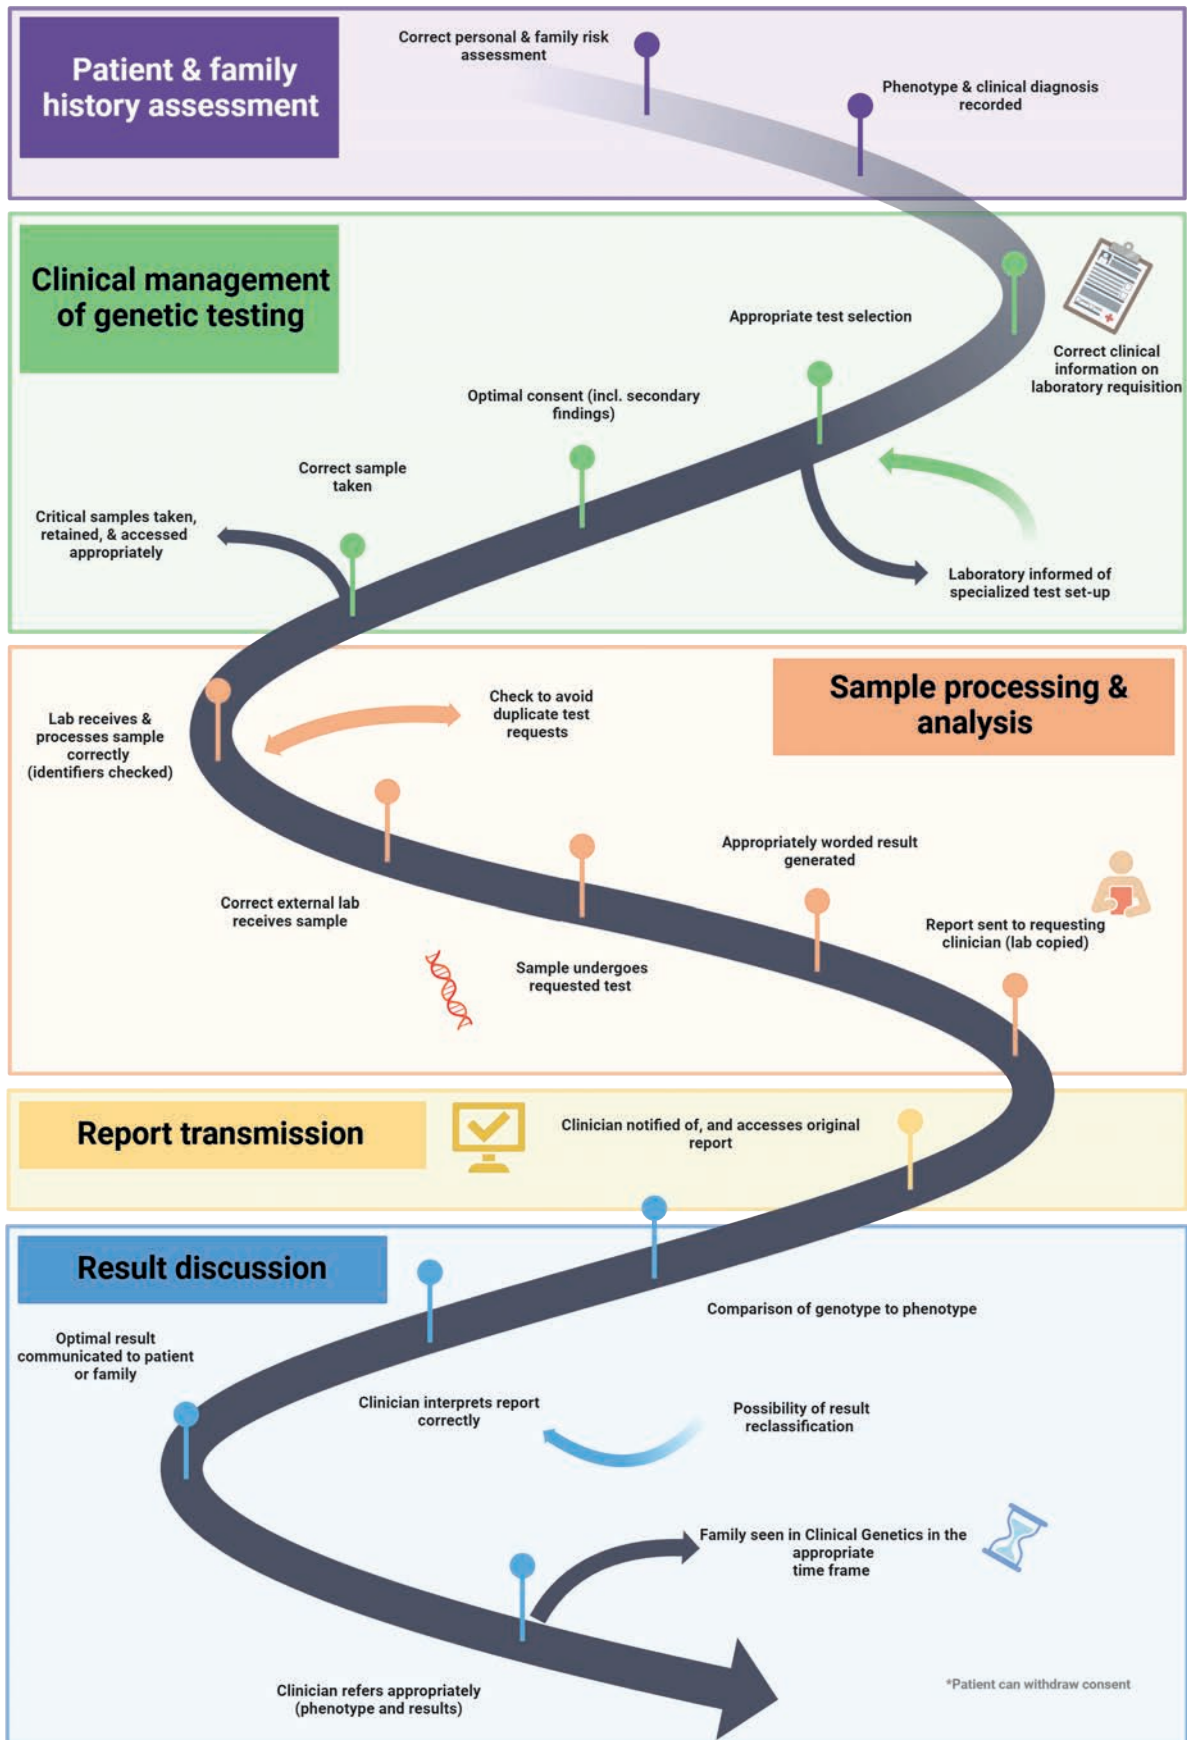 Patient & family
history assessment
Correct personal & family risk
assessment
Phenotype & clinical diagnosis
recorded
Clinical management
of genetic testing
Correct clinical
information on
laboratory requisition
Appropriate test selection
Laboratory informed of
specialized test set-up
Optimal consent (incl. secondary
findings)
Correct sample
taken
Critical samples taken,
retained, & accessed
appropriately
Sample processing &
analysis
Lab receives &
processes sample
correctly
(identifiers checked)
Check to avoid
duplicate test
requests
Correct external lab
receives sample
Sample undergoes
requested test
Appropriately worded result
generated
Report sent to requesting
clinician (lab copied)
Report transmission
Clinician notified of, and accesses original
report
Result discussion
Comparison of genotype to phenotype
Clinician interprets report
correctly
Possibility of result
reclassification
Optimal result
communicated to patient
or family
Family seen in Clinical Genetics in the
appropriate
time frame
Clinician refers appropriately
(phenotype and results)
*Patient can withdraw consent